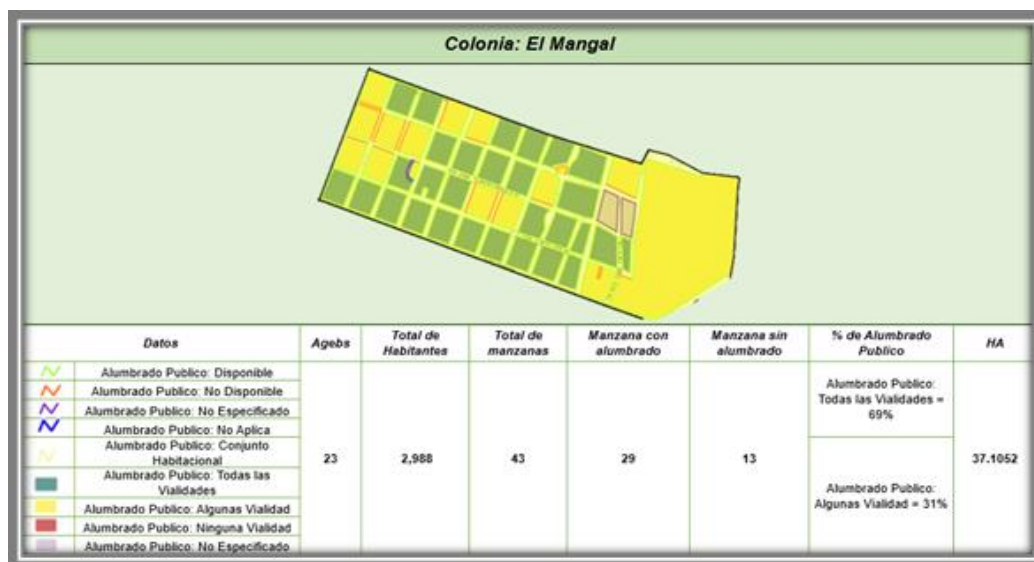 Colonia: El Mangal
Datos
Agebs
Total de
Habitantes
Total de
manzanas
Manzana con
alumbrado
Manzana sin
alumbrado
% de Alumbrado
Publico
HA
Alumbrado Publico: Disponible
Alumbrado Publico: No Disponible
Alumbrado Publico: No Especificado
Alumbrado Publico: No Aplica
Alumbrado Publico: Conjunto
Habitacional
Alumbrado Publico: Todas las
Vialidades
Alumbrado Publico: Algunas Vialidad
Alumbrado Publico: Ninguna Vialidad
Alumbrado Publico: No Especificado
23
2,988
43
29
13
Alumbrado Publico:
Todas las Vialidades =
69%
Alumbrado Publico:
Algunas Vialidad = 31%
37.1052